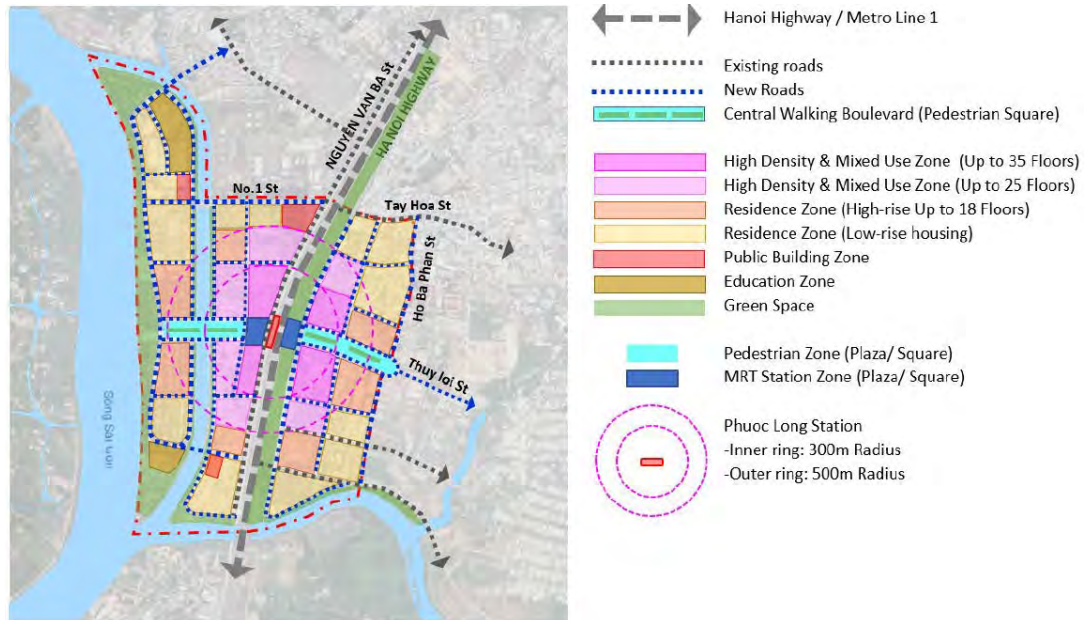 NGUYEN VAN BA St
HA NOI HIGHWAY
No.1 St
Tay Hoa St
Ho Ba Phan St
Thuy loi St
Song Sai Gon
Hanoi Highway / Metro Line 1
Existing roads
New Roads
Central Walking Boulevard (Pedestrian Square)
High Density & Mixed Use Zone (Up to 35 Floors)
High Density & Mixed Use Zone (Up to 25 Floors)
Residence Zone (High-rise Up to 18 Floors)
Residence Zone (Low-rise housing)
Public Building Zone
Education Zone
Green Space
Pedestrian Zone (Plaza/ Square)
MRT Station Zone (Plaza/ Square)
Phuoc Long Station
-Inner ring: 300m Radius
-Outer ring: 500m Radius